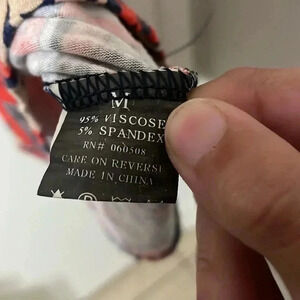 M
95% VISCOSE
5% SPANDEX
RN# 060508
CARE ON REVERSE
MADE IN CHINA